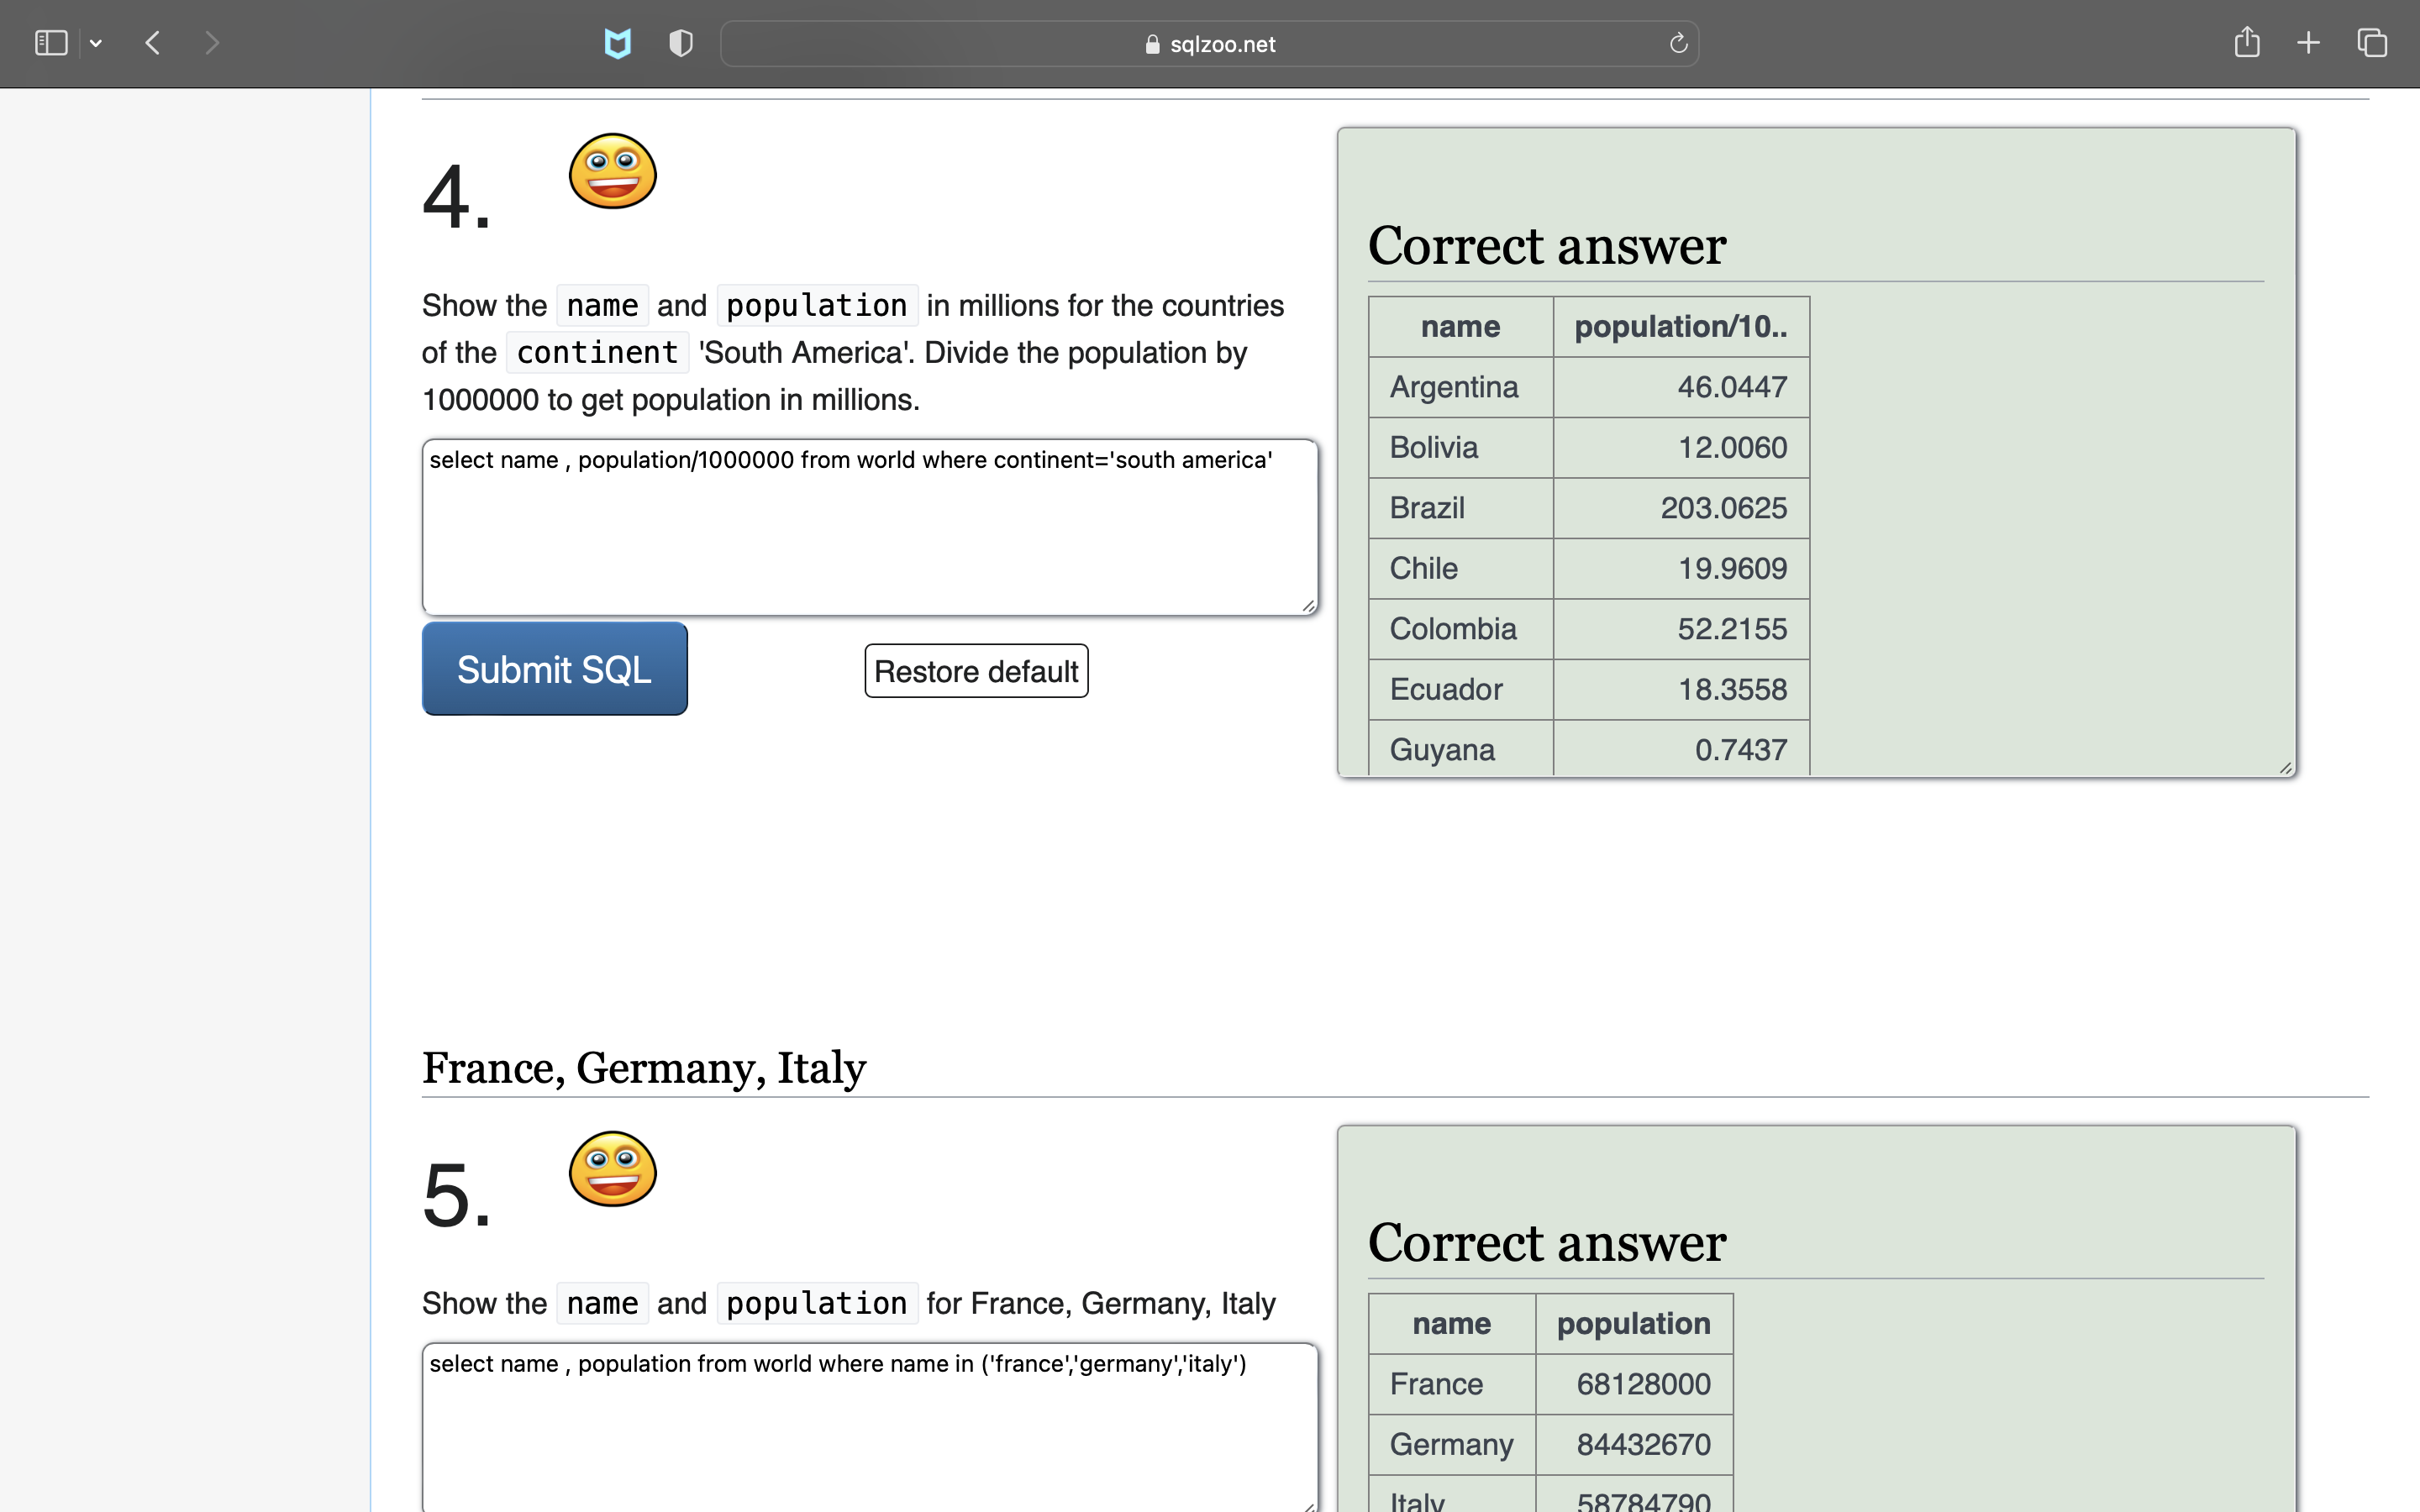 sqlzoo.net
4.
Show the name and population in millions for the countries
of the continent 'South America'. Divide the population by
1000000 to get population in millions.
select name , population/1000000 from world where continent='south america'
Submit SQL
Restore default
Correct answer
name population/10..
Argentina 46.0447
Bolivia 12.0060
Brazil 203.0625
Chile 19.9609
Colombia 52.2155
Ecuador 18.3558
Guyana 0.7437
France, Germany, Italy
5.
Show the name and population for France, Germany, Italy
select name , population from world where name in ('france','germany','italy')
Correct answer
name population
France 68128000
Germany 84432670
Italy 58784790